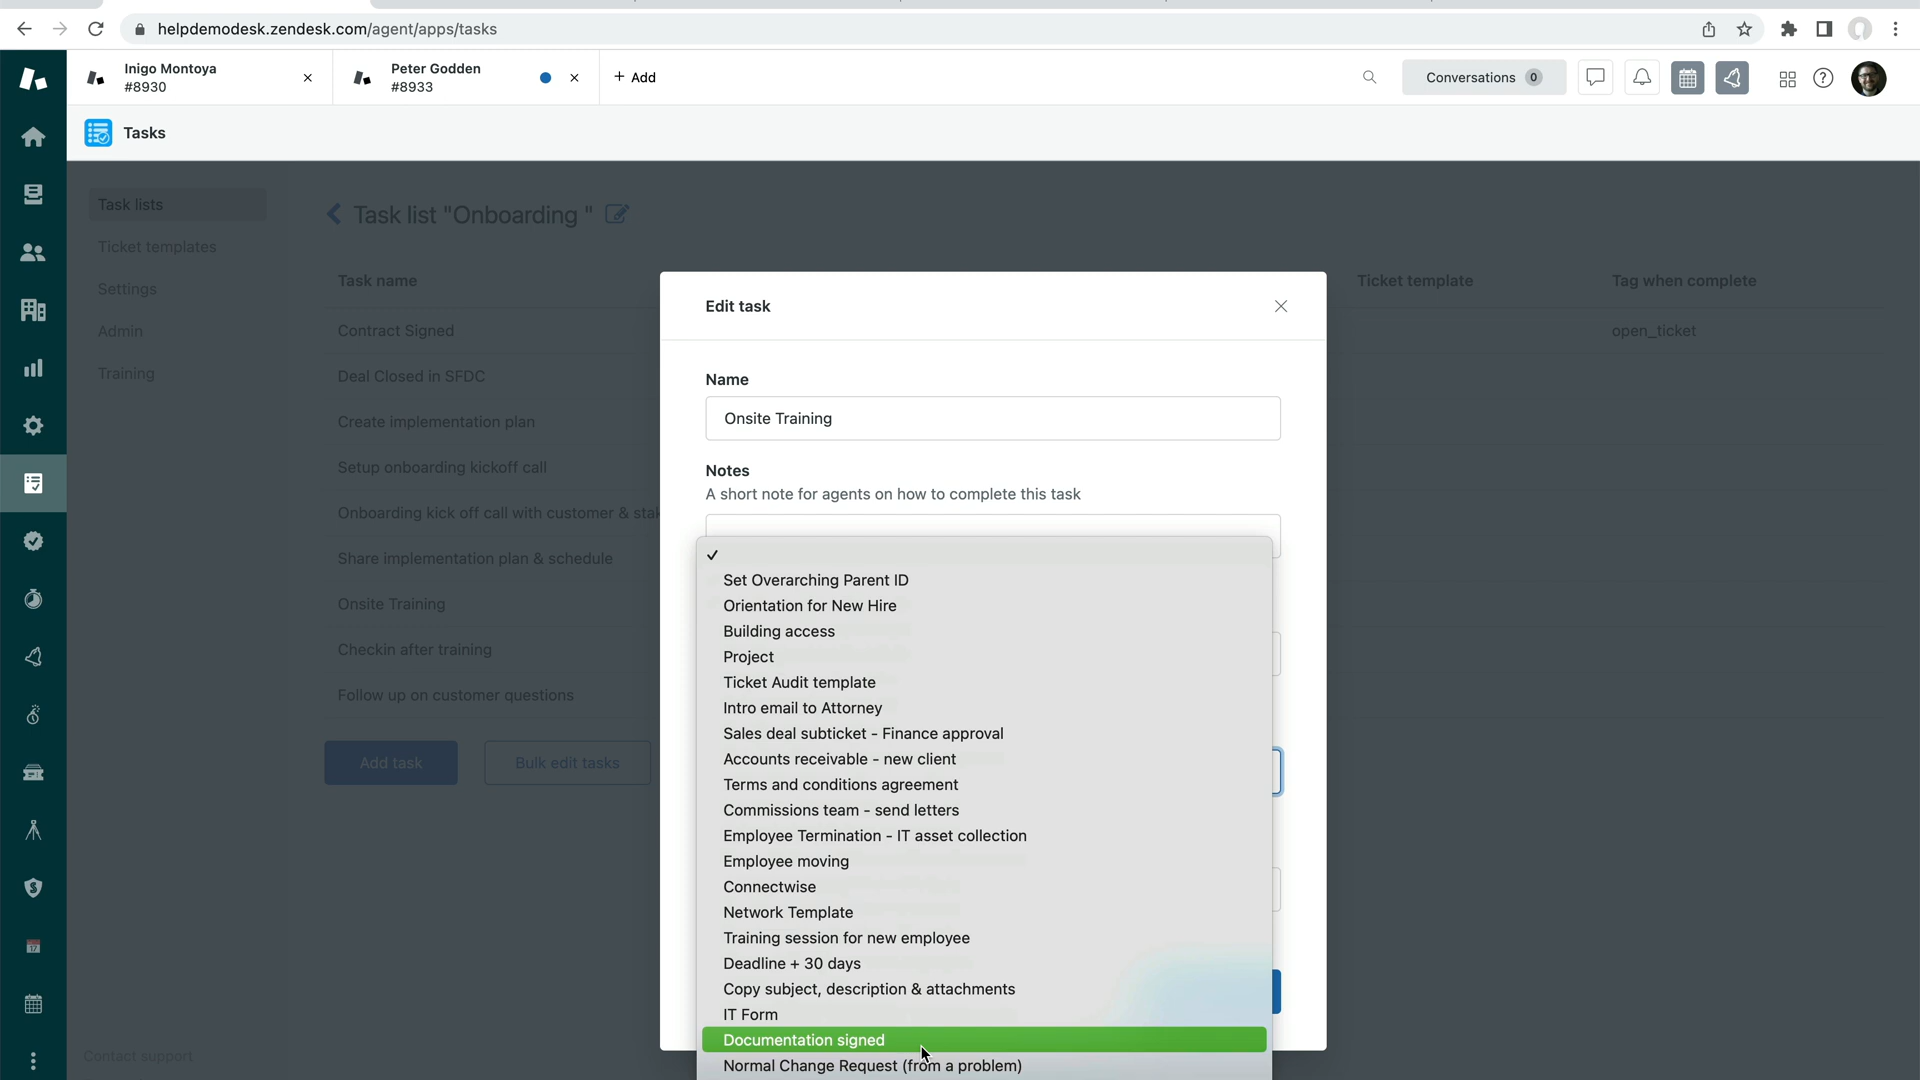 helpdemodesk.zendesk.com/agent/apps/tasks
Inigo Montoya
#8930
Peter Godden
#8933
+ Add
Conversations 0
Tasks
Task lists
Ticket templates
Settings
Admin
Training
Contact support
Task list "Onboarding "
Task name
Ticket template
Tag when complete
Contract Signed
open_ticket
Deal Closed in SFDC
Create implementation plan
Setup onboarding kickoff call
Onboarding kick off call with customer & stak
Share implementation plan & schedule
Onsite Training
Checkin after training
Follow up on customer questions
Add task
Bulk edit tasks
Edit task
Name
Onsite Training
Notes
A short note for agents on how to complete this task
Set Overarching Parent ID
Orientation for New Hire
Building access
Project
Ticket Audit template
Intro email to Attorney
Sales deal subticket - Finance approval
Accounts receivable - new client
Terms and conditions agreement
Commissions team - send letters
Employee Termination - IT asset collection
Employee moving
Connectwise
Network Template
Training session for new employee
Deadline + 30 days
Copy subject, description & attachments
IT Form
Documentation signed
Normal Change Request (from a problem)
17